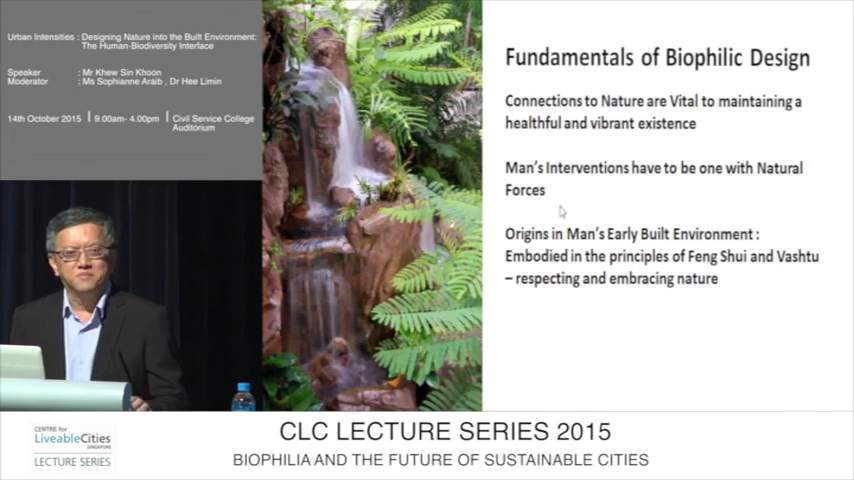 Urban Intensities : Designing Nature into the Built Environment:
The Human-Biodiversity Interface
Speaker : Mr Khew Sin Khoon
Moderator : Ms Sophianne Araib , Dr Hee Limin
14th October 2015 | 9.00am- 4.00pm | Civil Service College
Auditorium
Fundamentals of Biophilic Design
Connections to Nature are Vital to maintaining a
healthful and vibrant existence
Man's Interventions have to be one with Natural
Forces
Origins in Man's Early Built Environment :
Embodied in the principles of Feng Shui and Vashtu
– respecting and embracing nature
CENTRE for
LiveableCities
SINGAPORE
LECTURE SERIES
CLC LECTURE SERIES 2015
BIOPHILIA AND THE FUTURE OF SUSTAINABLE CITIES